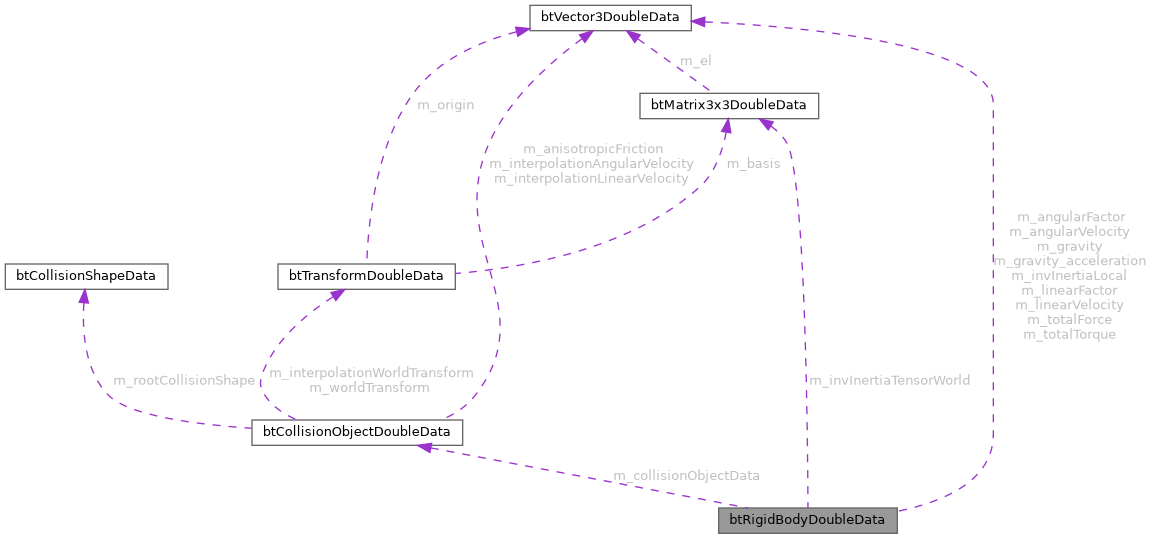 btVector3DoubleData
m_el
btMatrix3x3DoubleData
m_origin
m_anisotropicFriction
m_interpolationAngularVelocity
m_interpolationLinearVelocity
m_basis
m_angularFactor
m_angularVelocity
m_gravity
m_gravity_acceleration
m_invInertiaLocal
m_linearFactor
m_linearVelocity
m_totalForce
m_totalTorque
btCollisionShapeData
btTransformDoubleData
m_rootCollisionShape
m_interpolationWorldTransform
m_worldTransform
m_invInertiaTensorWorld
btCollisionObjectDoubleData
m_collisionObjectData
btRigidBodyDoubleData